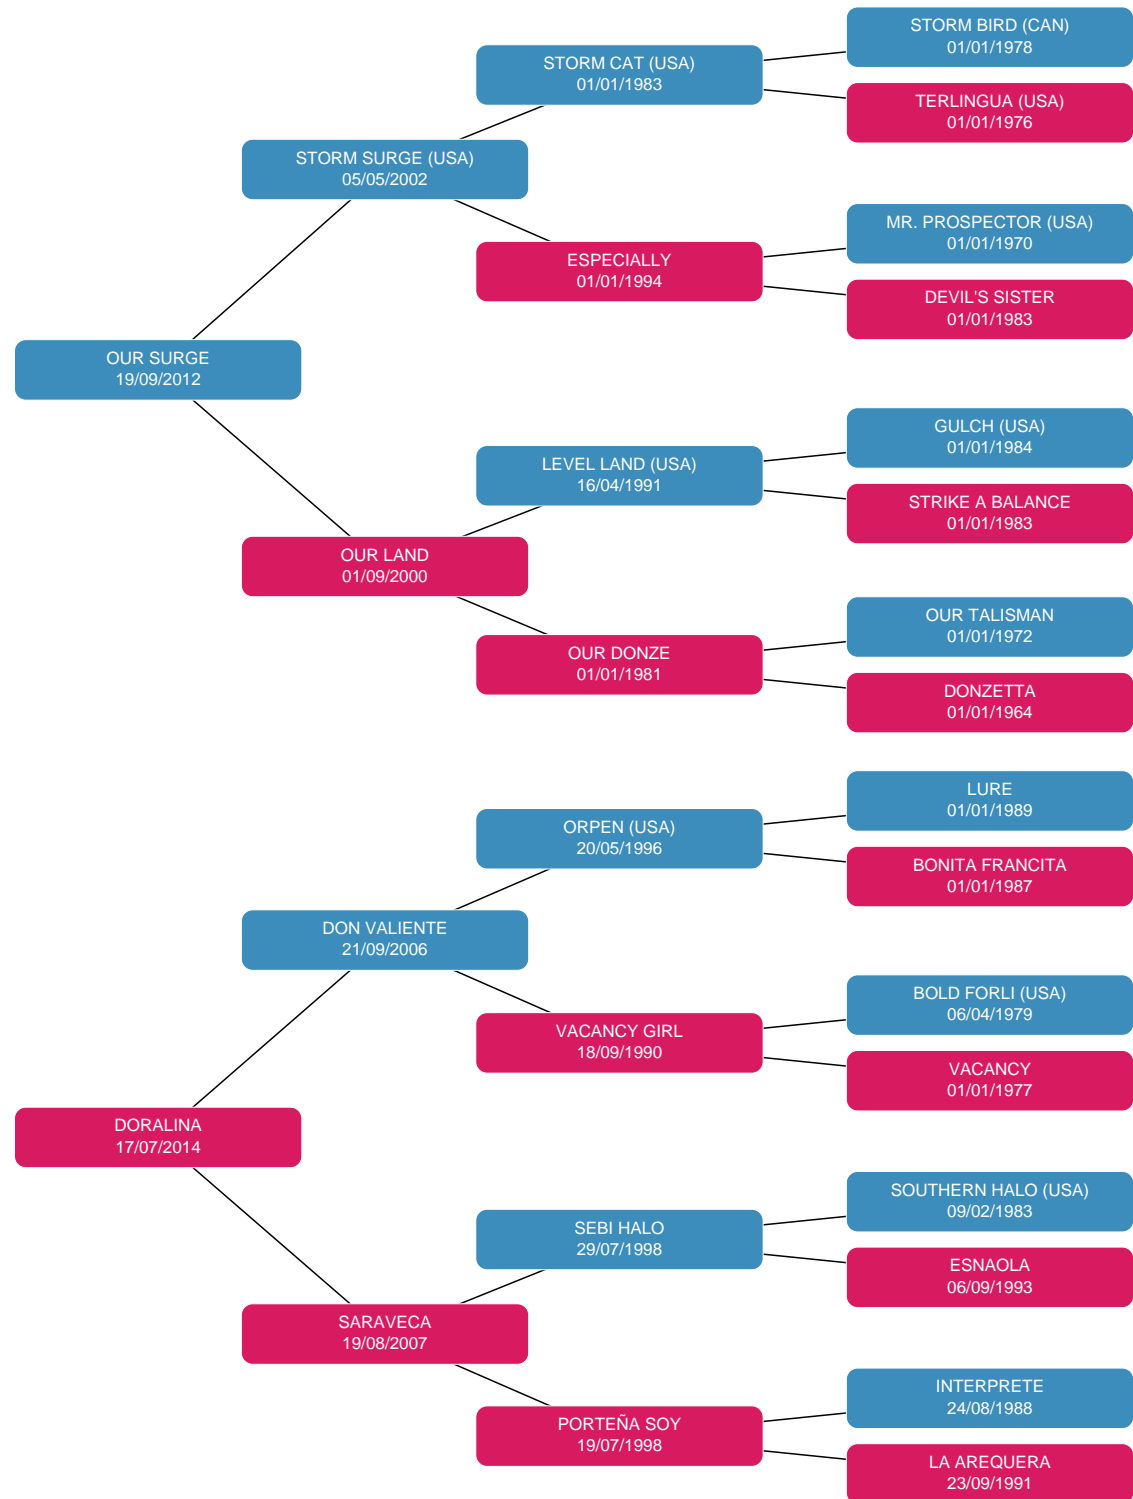 STORM BIRD (CAN)
01/01/1978
STORM CAT (USA)
01/01/1983
TERLINGUA (USA)
01/01/1976
STORM SURGE (USA)
05/05/2002
MR. PROSPECTOR (USA)
01/01/1970
ESPECIALLY
01/01/1994
DEVIL'S SISTER
01/01/1983
OUR SURGE
19/09/2012
GULCH (USA)
01/01/1984
LEVEL LAND (USA)
16/04/1991
STRIKE A BALANCE
01/01/1983
OUR LAND
01/09/2000
OUR TALISMAN
01/01/1972
OUR DONZE
01/01/1981
DONZETTA
01/01/1964
LURE
01/01/1989
ORPEN (USA)
20/05/1996
BONITA FRANCITA
01/01/1987
DON VALIENTE
21/09/2006
BOLD FORLI (USA)
06/04/1979
VACANCY GIRL
18/09/1990
VACANCY
01/01/1977
DORALINA
17/07/2014
SOUTHERN HALO (USA)
09/02/1983
SEBI HALO
29/07/1998
ESNAOLA
06/09/1993
SARAVECA
19/08/2007
INTERPRETE
24/08/1988
PORTEÑA SOY
19/07/1998
LA AREQUERA
23/09/1991